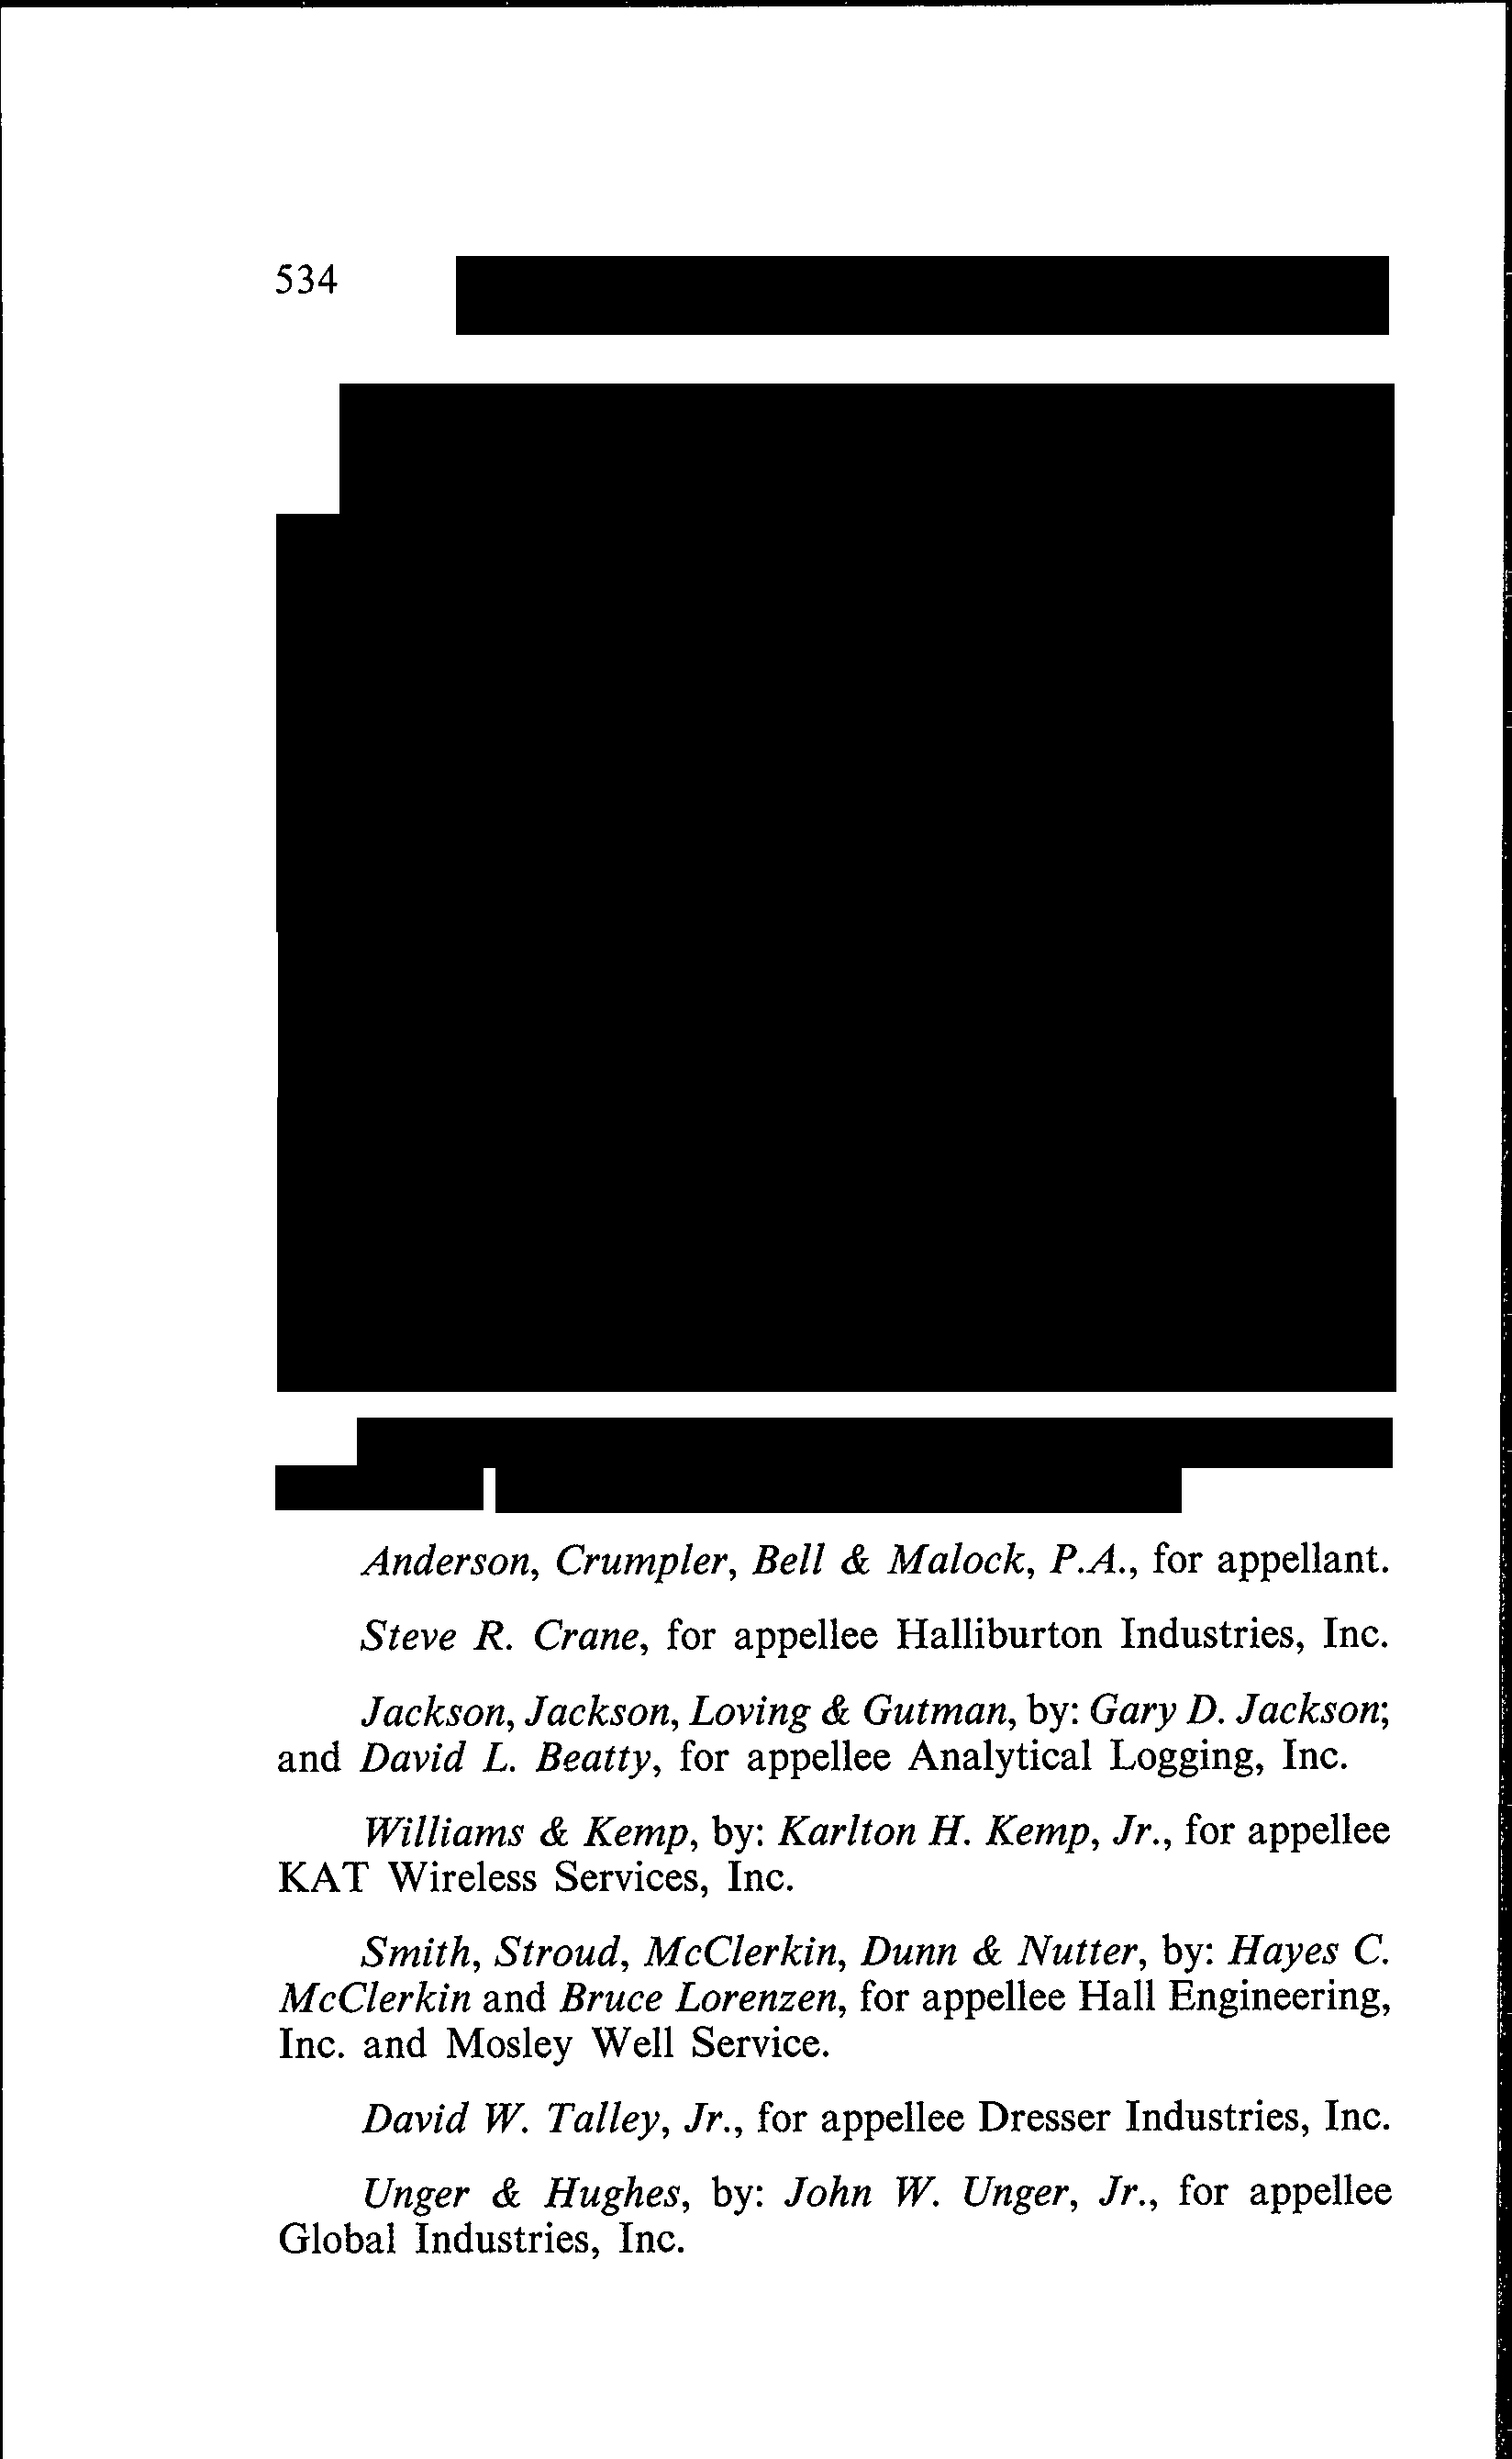 534
Anderson, Crumpler, Bell & Malock, P.A., for appellant.
Steve R. Crane, for appellee Halliburton Industries, Inc.
Jackson, Jackson, Loving & Gutman, by: Gary D. Jackson;
and David L. Beatty, for appellee Analytical Logging, Inc.
Williams & Kemp, by: Karlton H. Kemp, Jr., for appellee
KAT Wireless Services, Inc.
Smith, Stroud, McClerkin, Dunn & Nutter, by: Hayes C.
McClerkin and Bruce Lorenzen, for appellee Hall Engineering,
Inc. and Mosley Well Service.
David W. Talley, Jr., for appellee Dresser Industries, Inc.
Unger & Hughes, by: John W. Unger, Jr., for appellee
Global Industries, Inc.